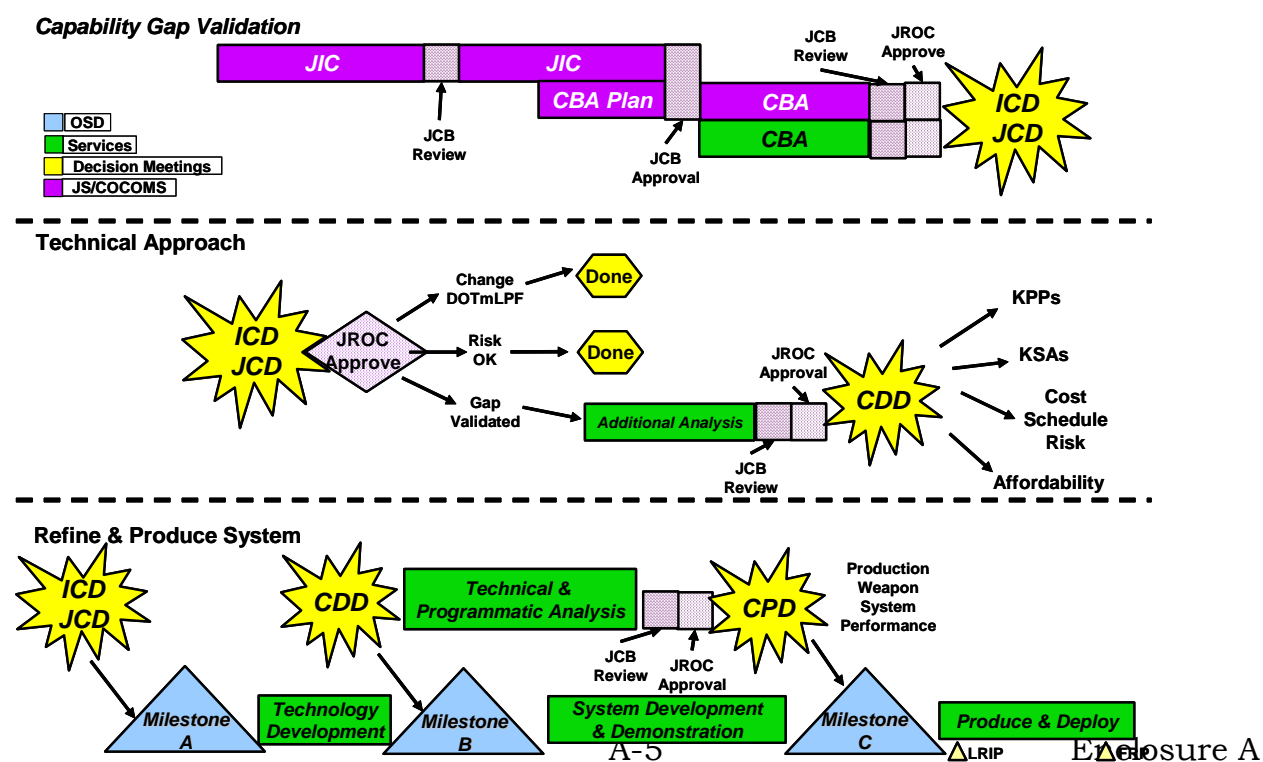 Capability Gap Validation
JIC
JIC
JCB
Review
JROC
Approve
CBA Plan
CBA
ICD
JCD
CBA
JCB
Review
JCB
Approval
OSD
Services
Decision Meetings
JS/COCOMS
Technical Approach
ICD
JCD
JROC
Approve
Change
DOTmLPF
Done
Risk
OK
Done
Gap
Validated
Additional Analysis
JCB
Review
JROC
Approval
CDD
KPPs
KSAs
Cost
Schedule
Risk
Affordability
Refine & Produce System
ICD
JCD
CDD
Technical &
Programmatic Analysis
JCB
Review
JROC
Approval
CPD
Production
Weapon
System
Performance
Milestone
A
Technology
Development
Milestone
B
System Development
& Demonstration
Milestone
C
Produce & Deploy
LRIP
FRP
A-5
Enclosure A